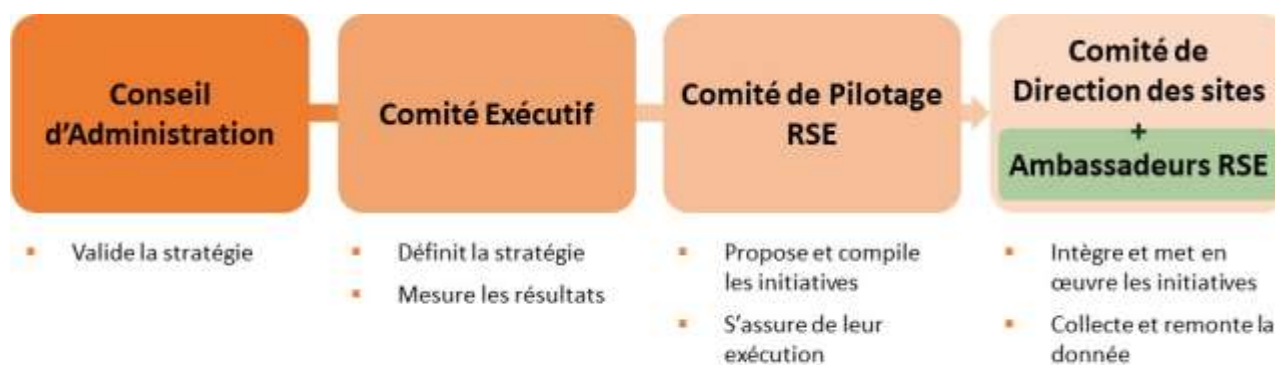 Conseil
d'Administration
Comité Exécutif
Comité de Pilotage
RSE
Comité de
Direction des sites
+
Ambassadeurs RSE
▪ Valide la stratégie
▪ Définit la stratégie
▪ Mesure les résultats
▪ Propose et compile
les initiatives
▪ S'assure de leur
exécution
▪ Intègre et met en
œuvre les initiatives
▪ Collecte et remonte la
donnée